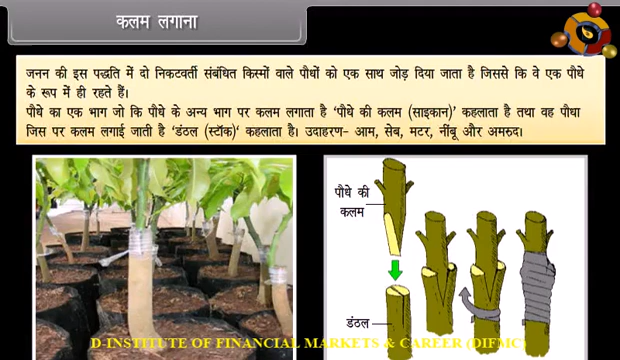 कलम लगाना
जनन की इस पद्धति में दो निकटवर्ती संबंधित किस्मों वाले पौधों को एक साथ जोड़ दिया जाता है जिससे कि वे एक पौधे
के रूप में ही रहते हैं।
पौधे का एक भाग जो कि पौधे के अन्य भाग पर कलम लगाता है ‘पौधे की कलम (साइकान)‘ कहलाता है तथा वह पौधा
जिस पर कलम लगाई जाती है ‘डंठल (स्टॉक)‘ कहलाता है। उदाहरण– आम, सेब, मटर, नींबू और अमरुद।
पौधे की
कलम
डंठल
D-INSTITUTE OF FINANCIAL MARKETS & CAREER (DIFMC)